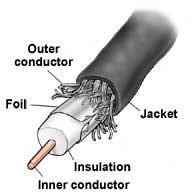 Outer
conductor
Foil
Jacket
Insulation
Inner conductor